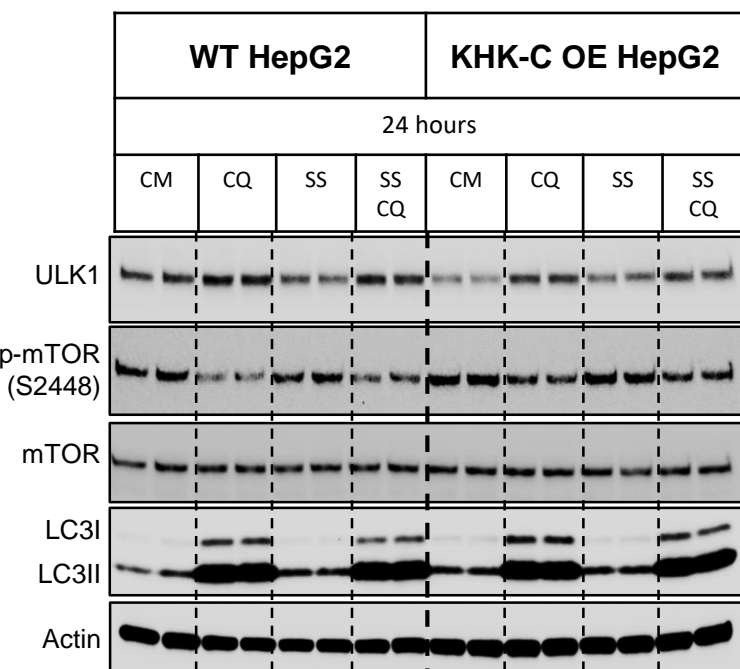 WT HepG2 KHK-C OE HepG2
24 hours
CM CQ SS SS CQ CM CQ SS SS CQ
ULK1
p-mTOR
(S2448)
mTOR
LC3I
LC3II
Actin